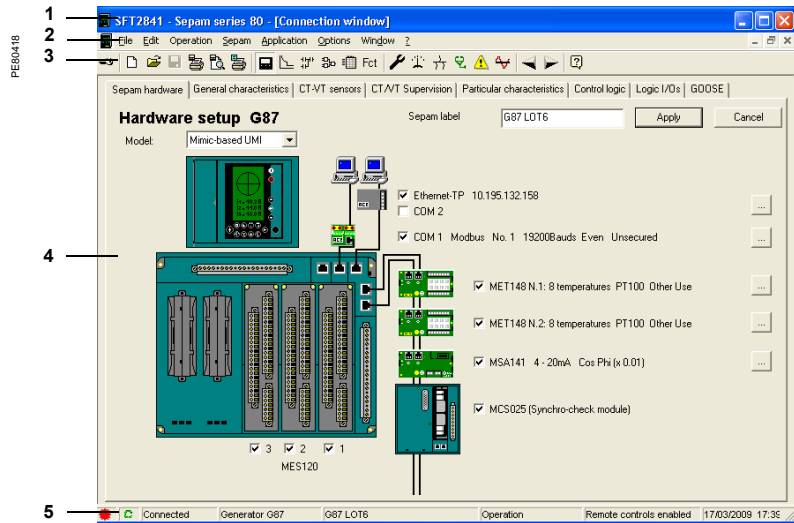 PE80418
1
SFT2841 - Sepam series 80 - [Connection window]
2
File Edit Operation Sepam Application Options Window ?
3
Fct
Sepam hardware General characteristics CT-VT sensors CT/VT Supervision Particular characteristics Control logic Logic I/Os GOOSE
Hardware setup G87
Sepam label
G87 LOT6
Apply
Cancel
Model:
Mimic-based UMI
Ethernet-TP 10.195.132.158
...
COM 2
COM 1 Modbus No. 1 19200Bauds Even Unsecured
...
ACE
ACE
4
MET148 N.1: 8 temperatures PT100 Other Use
...
MET148 N.2: 8 temperatures PT100 Other Use
...
MSA141 4 - 20mA Cos Phi (x 0.01)
...
MCS025 (Synchro-check module)
3 2 1
MES120
5
Connected
Generator G87
G87 LOT6
Operation
Remote controls enabled
17/03/2009 17:39